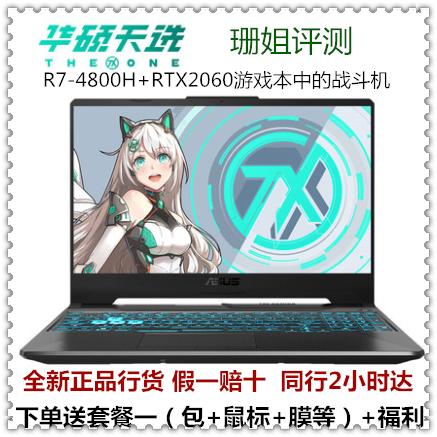 华硕天选
THE ONE
珊姐评测
R7-4800H+RTX2060游戏本中的战斗机
TX
ASUS
全新正品行货 假一赔十 同行2小时达
下单送套餐一（包+鼠标+膜等）+福利